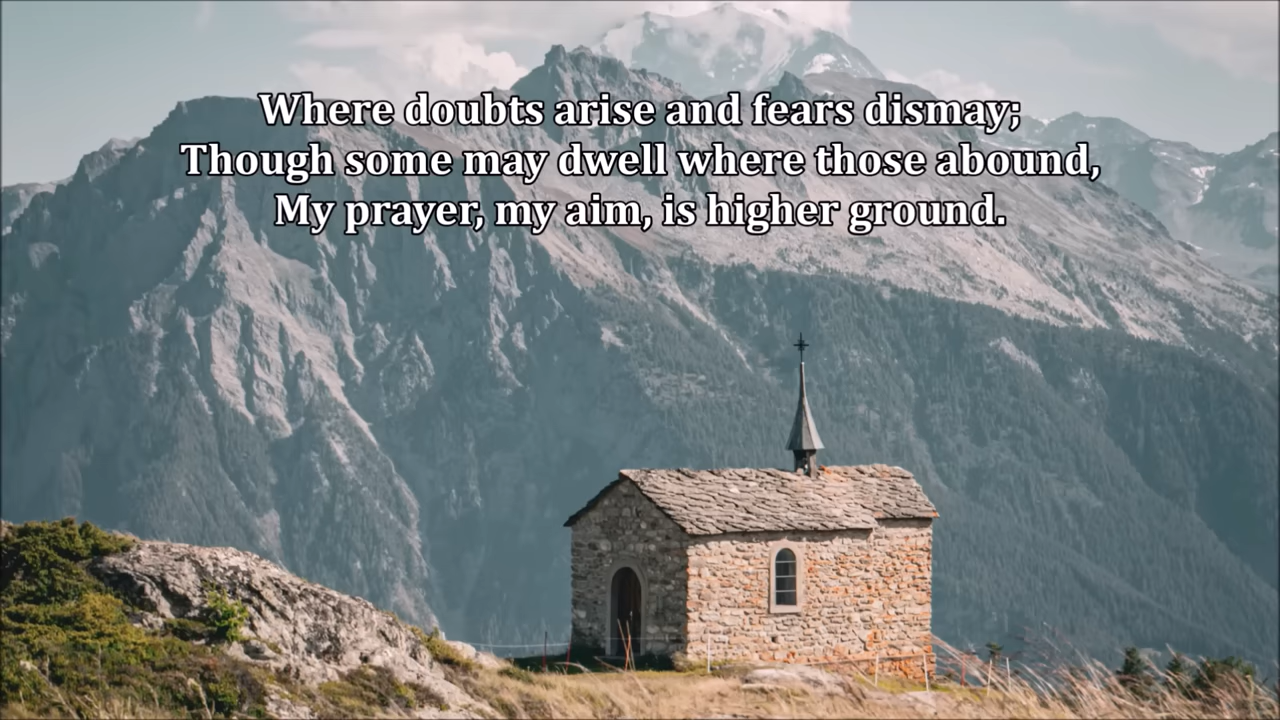 Where doubts arise and fears dismay;
Though some may dwell where those abound,
My prayer, my aim, is higher ground.